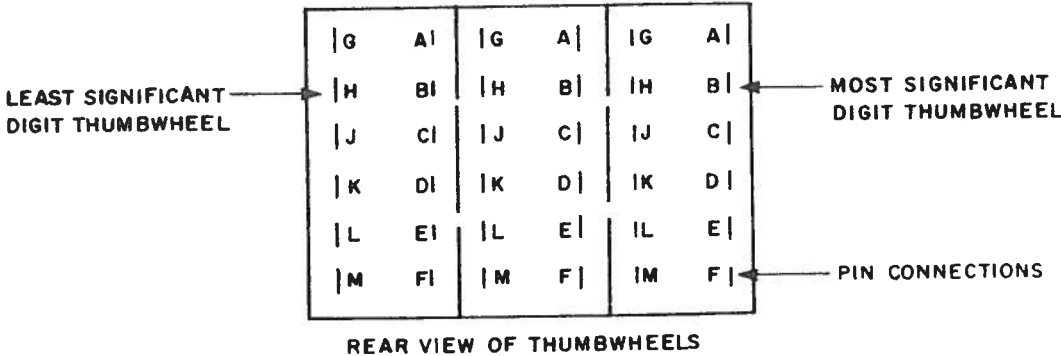 G A G A G A
LEAST SIGNIFICANT
DIGIT THUMBWHEEL
H B H B H B
MOST SIGNIFICANT
DIGIT THUMBWHEEL
J C J C J C
K D K D K D
L E L E L E
M F M F M F
PIN CONNECTIONS
REAR VIEW OF THUMBWHEELS